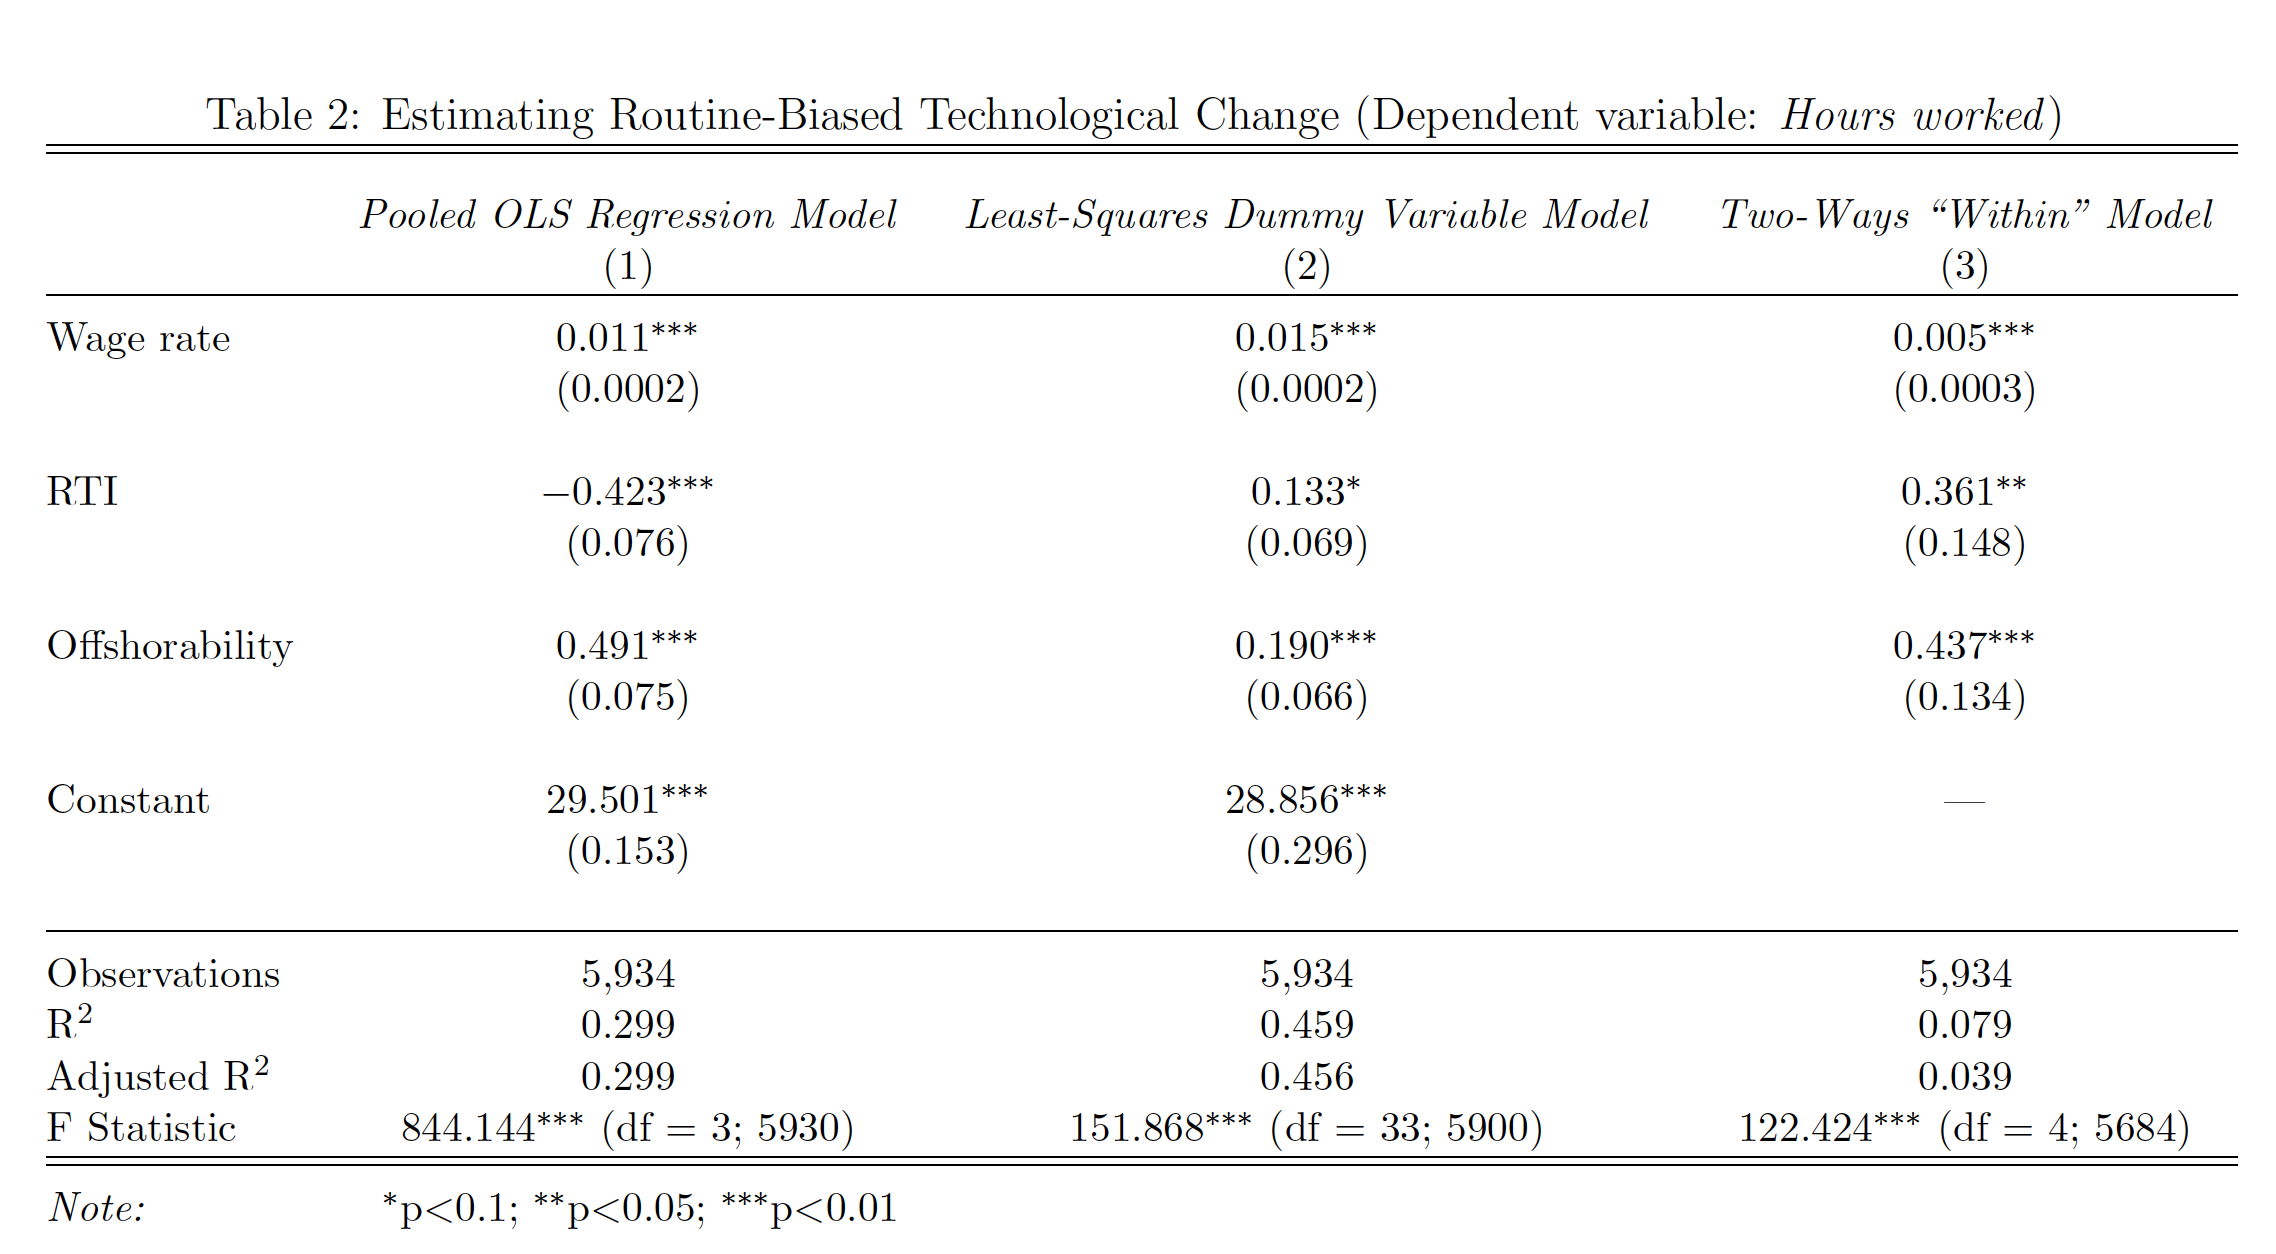 Table 2: Estimating Routine-Biased Technological Change (Dependent variable: Hours worked)
Pooled OLS Regression Model Least-Squares Dummy Variable Model Two-Ways “Within” Model
(1) (2) (3)
Wage rate 0.011*** 0.015*** 0.005***
(0.0002) (0.0002) (0.0003)
RTI −0.423*** 0.133* 0.361**
(0.076) (0.069) (0.148)
Offshorability 0.491*** 0.190*** 0.437***
(0.075) (0.066) (0.134)
Constant 29.501*** 28.856*** —
(0.153) (0.296)
Observations 5,934 5,934 5,934
R² 0.299 0.459 0.079
Adjusted R² 0.299 0.456 0.039
F Statistic 844.144*** (df = 3; 5930) 151.868*** (df = 33; 5900) 122.424*** (df = 4; 5684)
Note: *p<0.1; **p<0.05; ***p<0.01